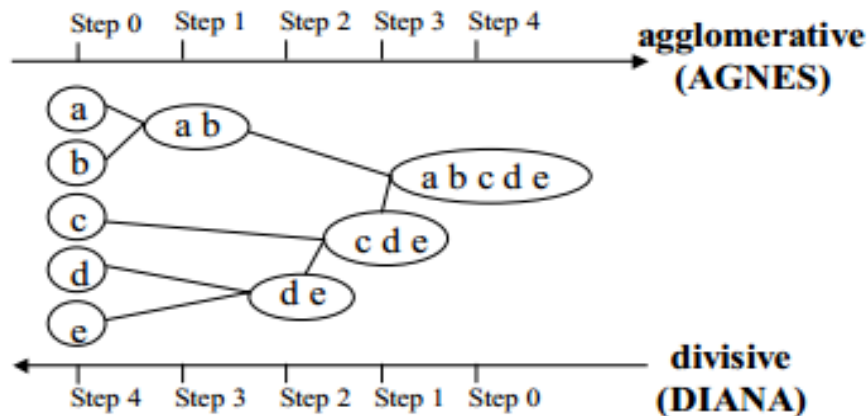 Step 0 Step 1 Step 2 Step 3 Step 4
agglomerative
(AGNES)
a
a b
b
a b c d e
c
c d e
d
d e
e
divisive
(DIANA)
Step 4 Step 3 Step 2 Step 1 Step 0